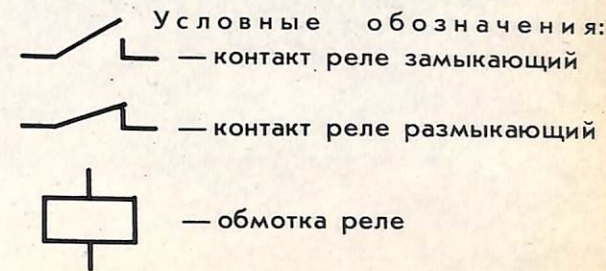 Условные обозначения:
— контакт реле замыкающий
— контакт реле размыкающий
— обмотка реле